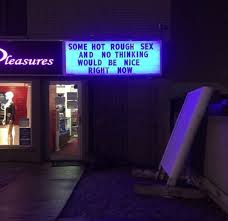 Pleasures
SOME HOT ROUGH SEX
AND NO THINKING
WOULD BE NICE
RIGHT NOW